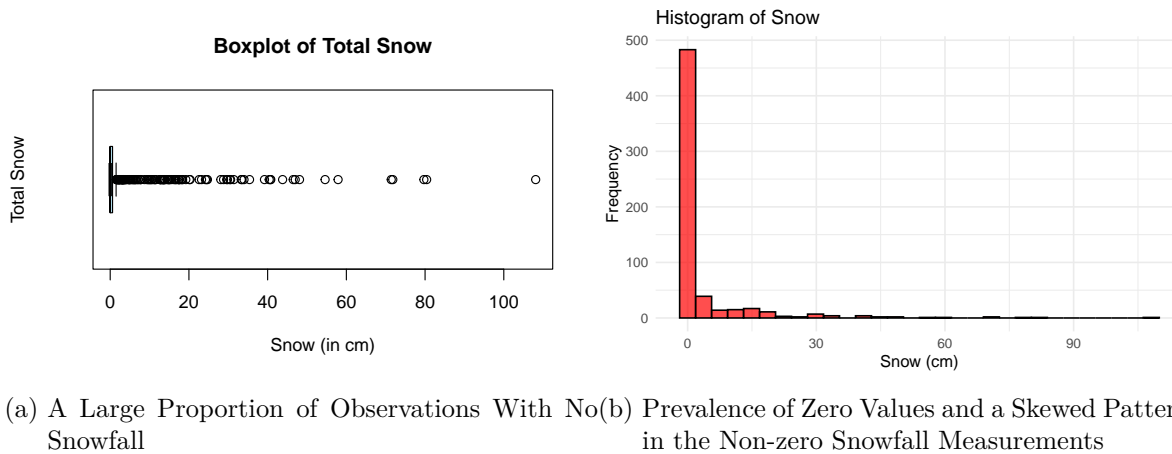 Boxplot of Total Snow
Total Snow
0 20 40 60 80 100
Snow (in cm)
Histogram of Snow
Frequency
500
400
300
200
100
0
0 30 60 90
Snow (cm)
(a) A Large Proportion of Observations With No
Snowfall
(b) Prevalence of Zero Values and a Skewed Patter
in the Non-zero Snowfall Measurements